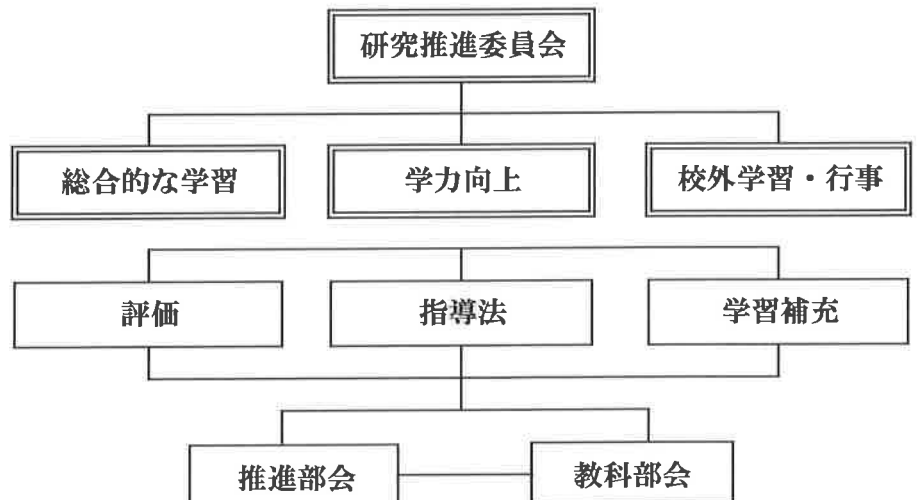 研究推進委員会
総合的な学習
学力向上
校外学習・行事
評価
指導法
学習補充
推進部会
教科部会